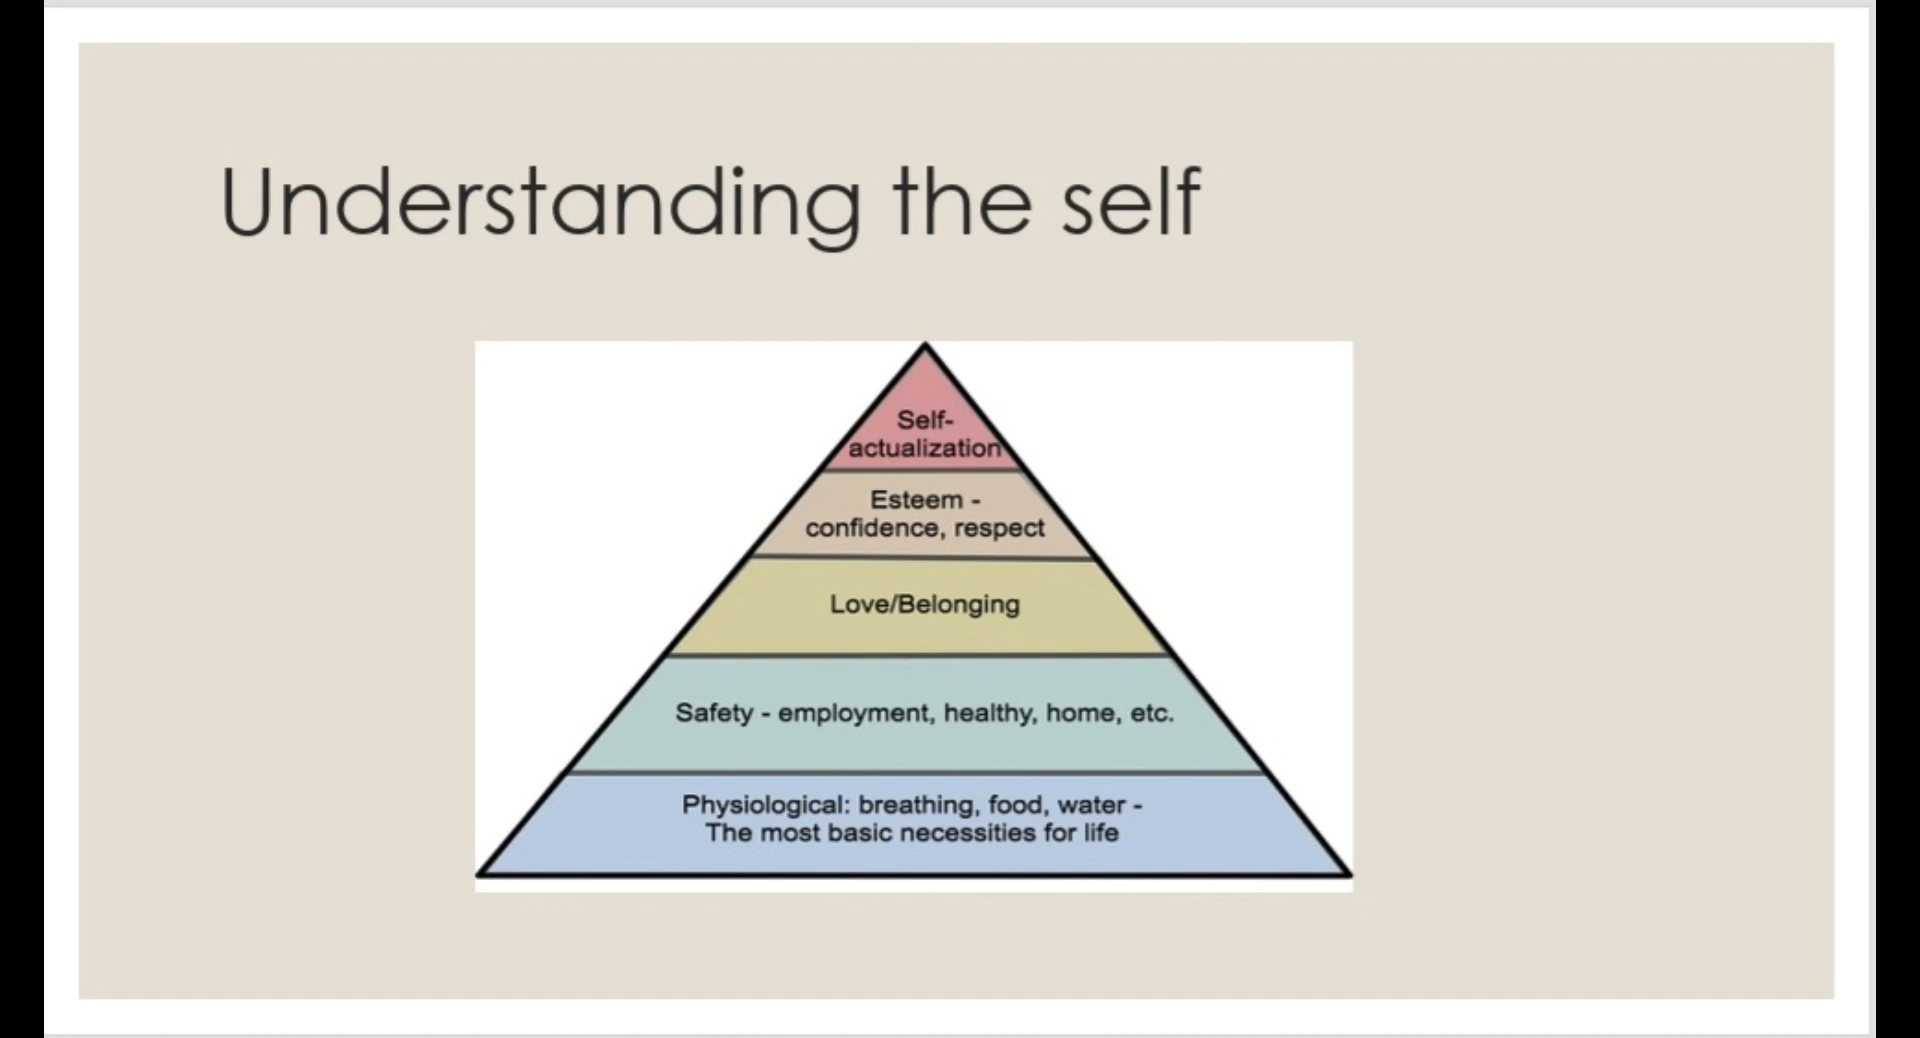 Understanding the self
Self-
actualization
Esteem -
confidence, respect
Love/Belonging
Safety - employment, healthy, home, etc.
Physiological: breathing, food, water -
The most basic necessities for life